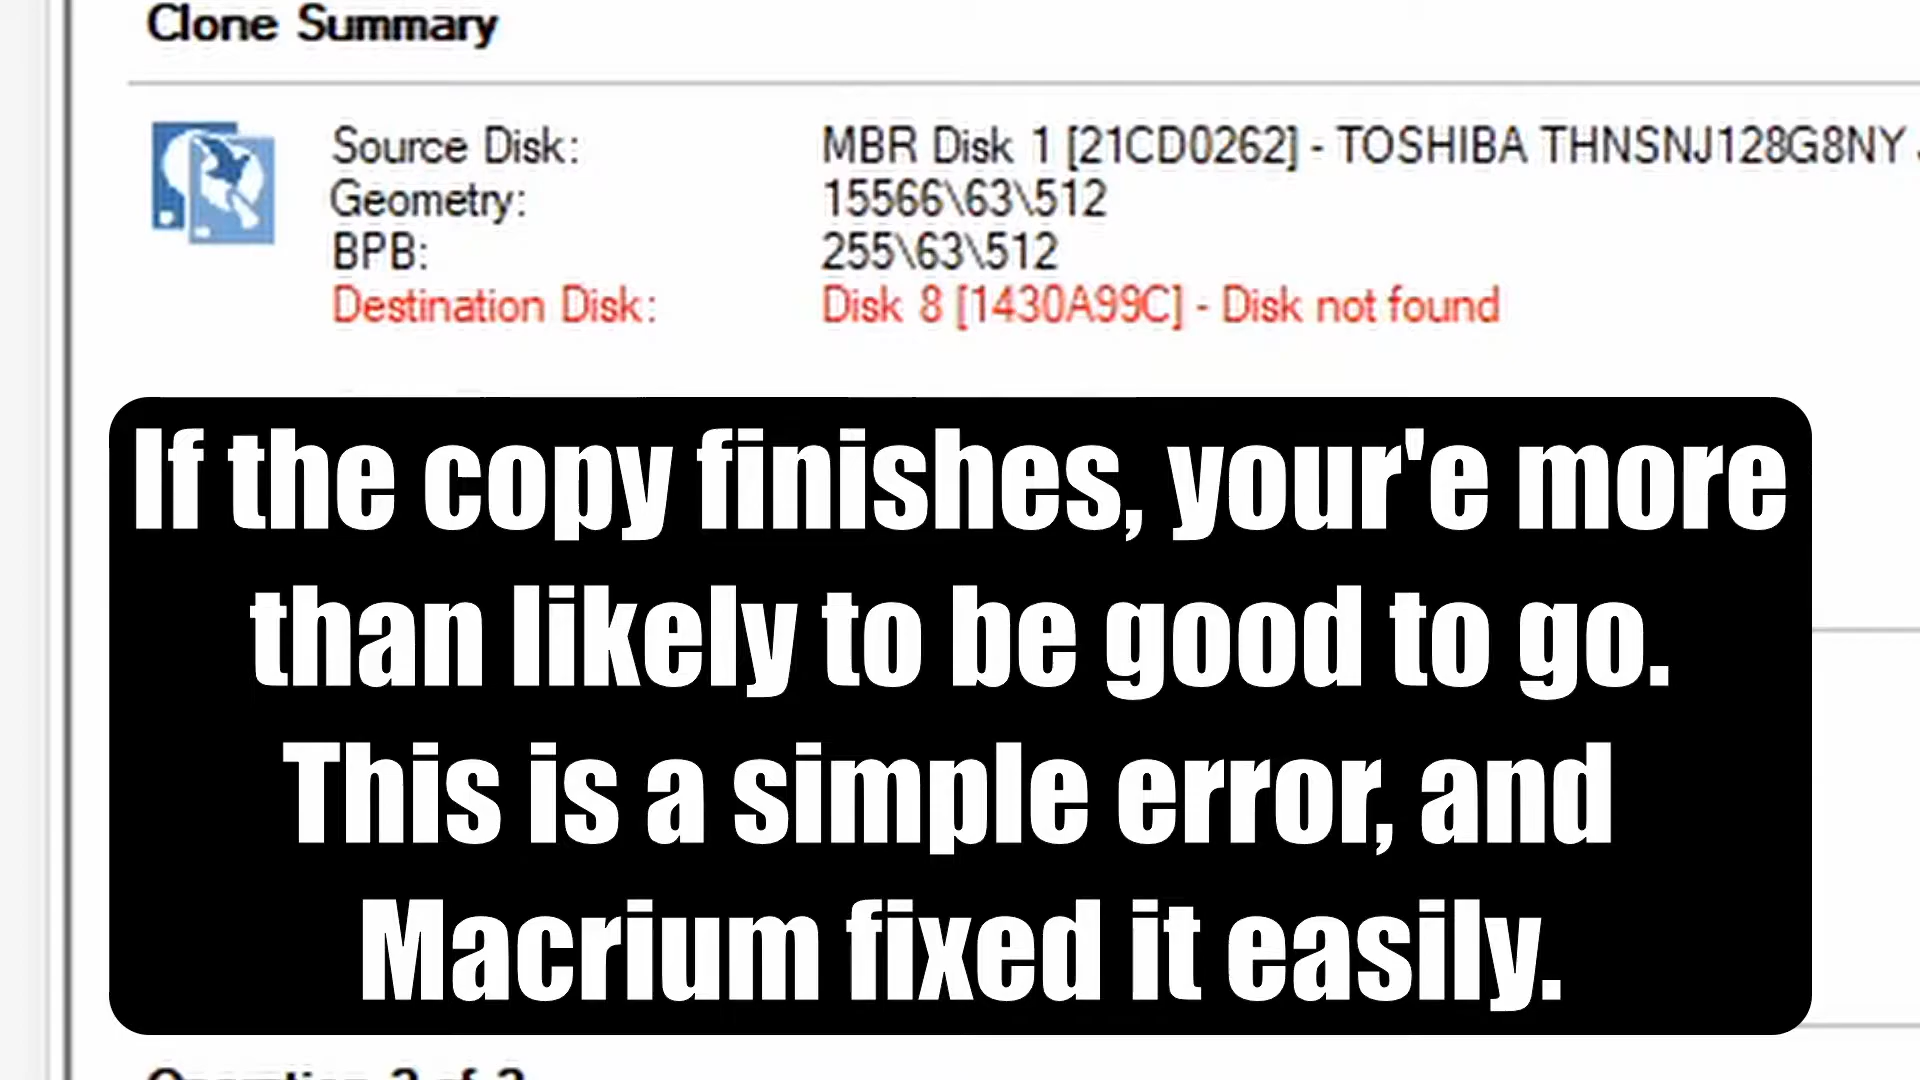 Clone Summary
Source Disk: MBR Disk 1 [21CD0262] - TOSHIBA THNSNJ128G8NY
Geometry: 15566\63\512
BPB: 255\63\512
Destination Disk: Disk 8 [1430A99C] - Disk not found
If the copy finishes, your'e more
than likely to be good to go.
This is a simple error, and
Macrium fixed it easily.